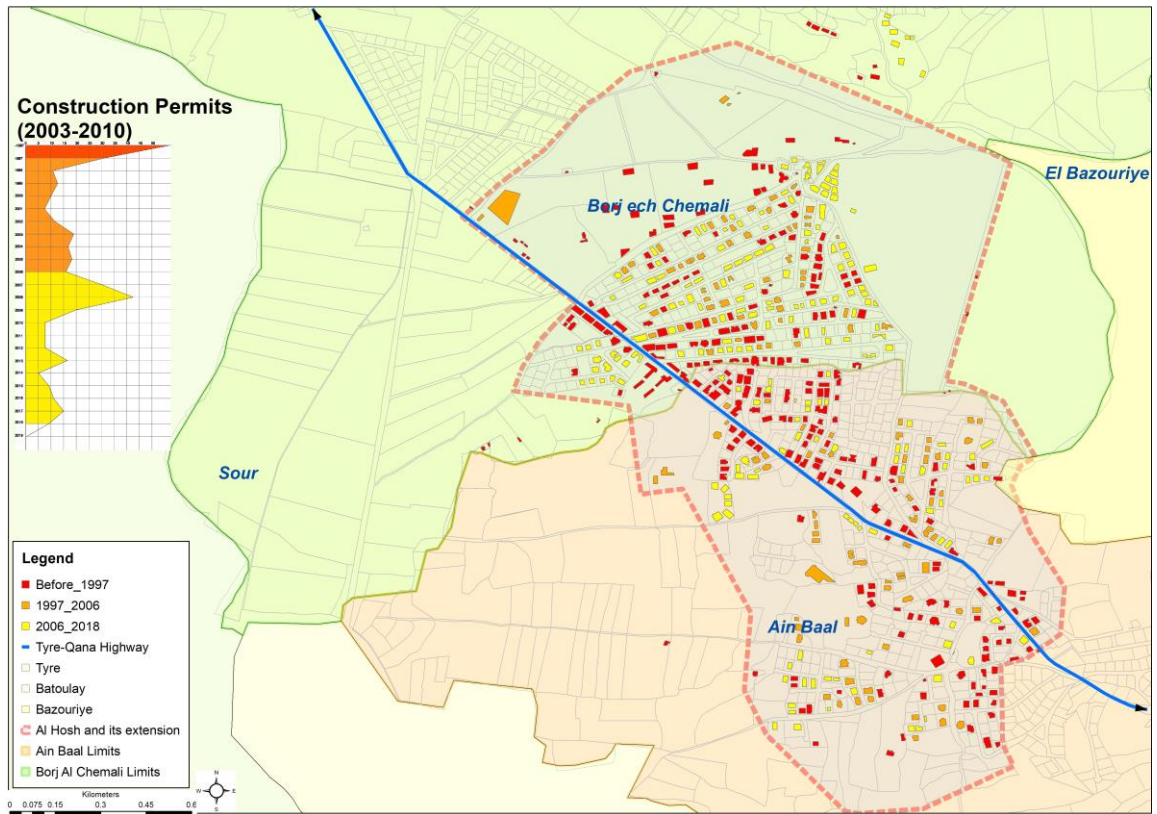 Construction Permits
(2003-2010)
El Bazouriye
Borj ech Chemali
Sour
Ain Baal
Legend
Before_1997
1997_2006
2006_2018
Tyre-Qana Highway
Tyre
Batoulay
Bazouriye
Al Hosh and its extension
Ain Baal Limits
Borj Al Chemali Limits
N
W E
S
Kilometers
0 0.075 0.15 0.3 0.45 0.6